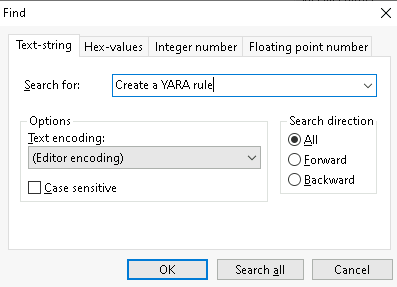 Find
Text-string Hex-values Integer number Floating point number
Search for: Create a YARA rule
Options
Text encoding:
(Editor encoding)
Case sensitive
Search direction
All
Forward
Backward
OK Search all Cancel